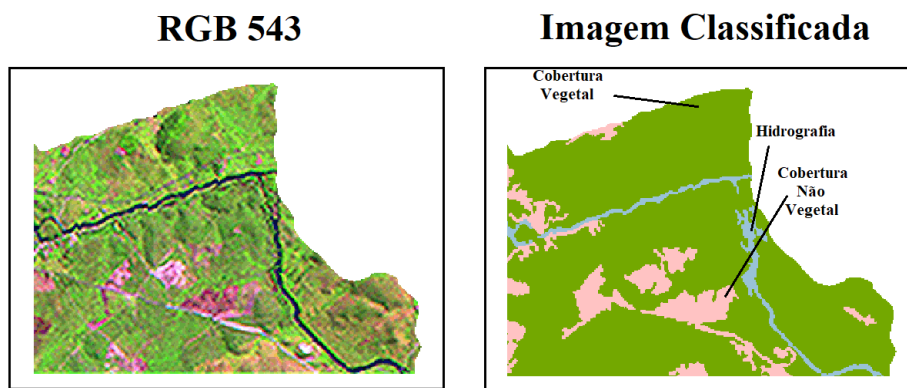 RGB 543
Imagem Classificada
Cobertura
Vegetal
Hidrografia
Cobertura
Não
Vegetal